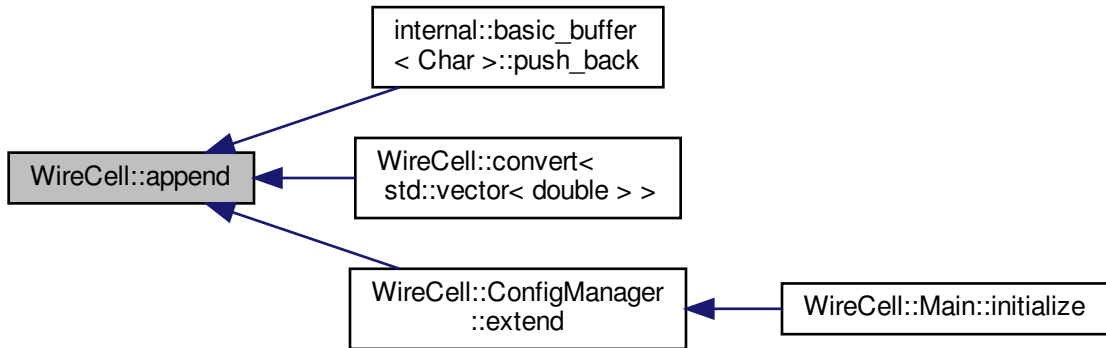 internal::basic_buffer
< Char >::push_back
WireCell::append
WireCell::convert<
std::vector< double > >
WireCell::ConfigManager
::extend
WireCell::Main::initialize